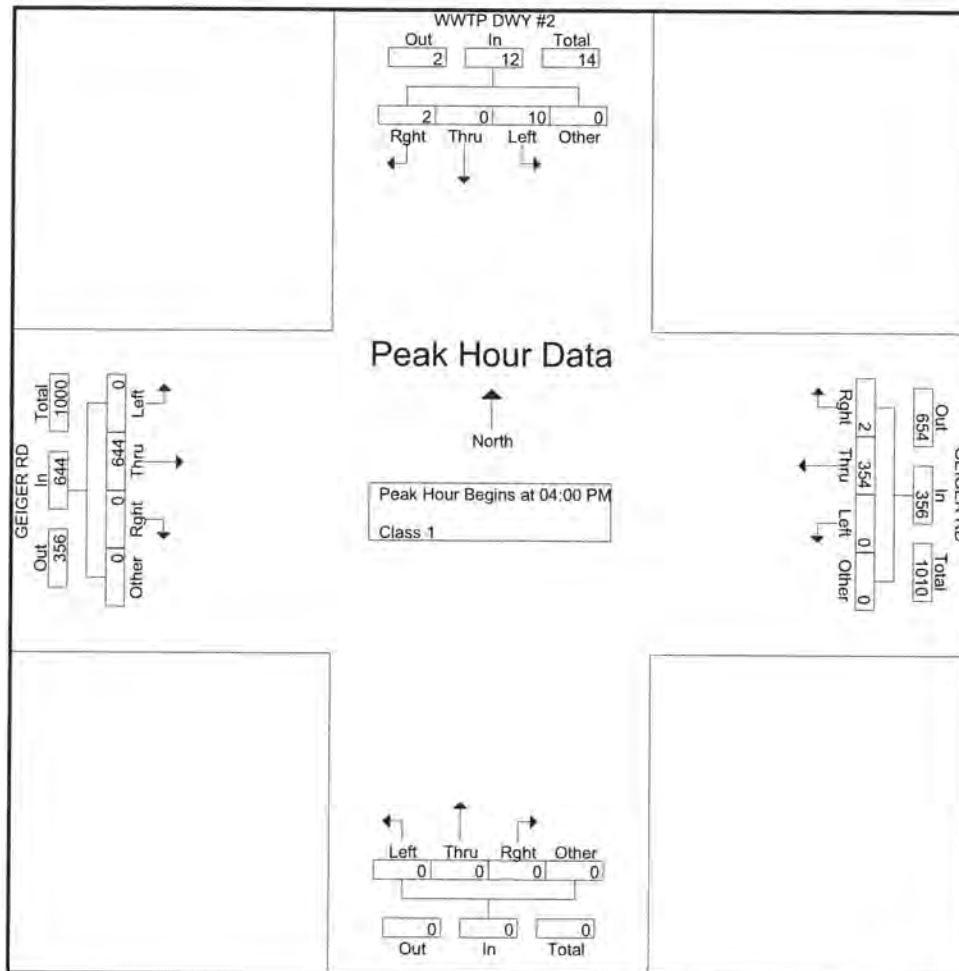 WWTP DWY #2
Out In Total
2 12 14
2 0 10 0
Rght Thru Left Other
Peak Hour Data
North
Peak Hour Begins at 04:00 PM
Class 1
GEIGER RD
Out In Total
356 644 1000
0 644 0 0
Left Thru Rght Other
Rght Thru Left Other
2 354 0 0
Out In Total
654 356 1010
GEIGER RD
Left Thru Rght Other
0 0 0 0
0 0 0
Out In Total